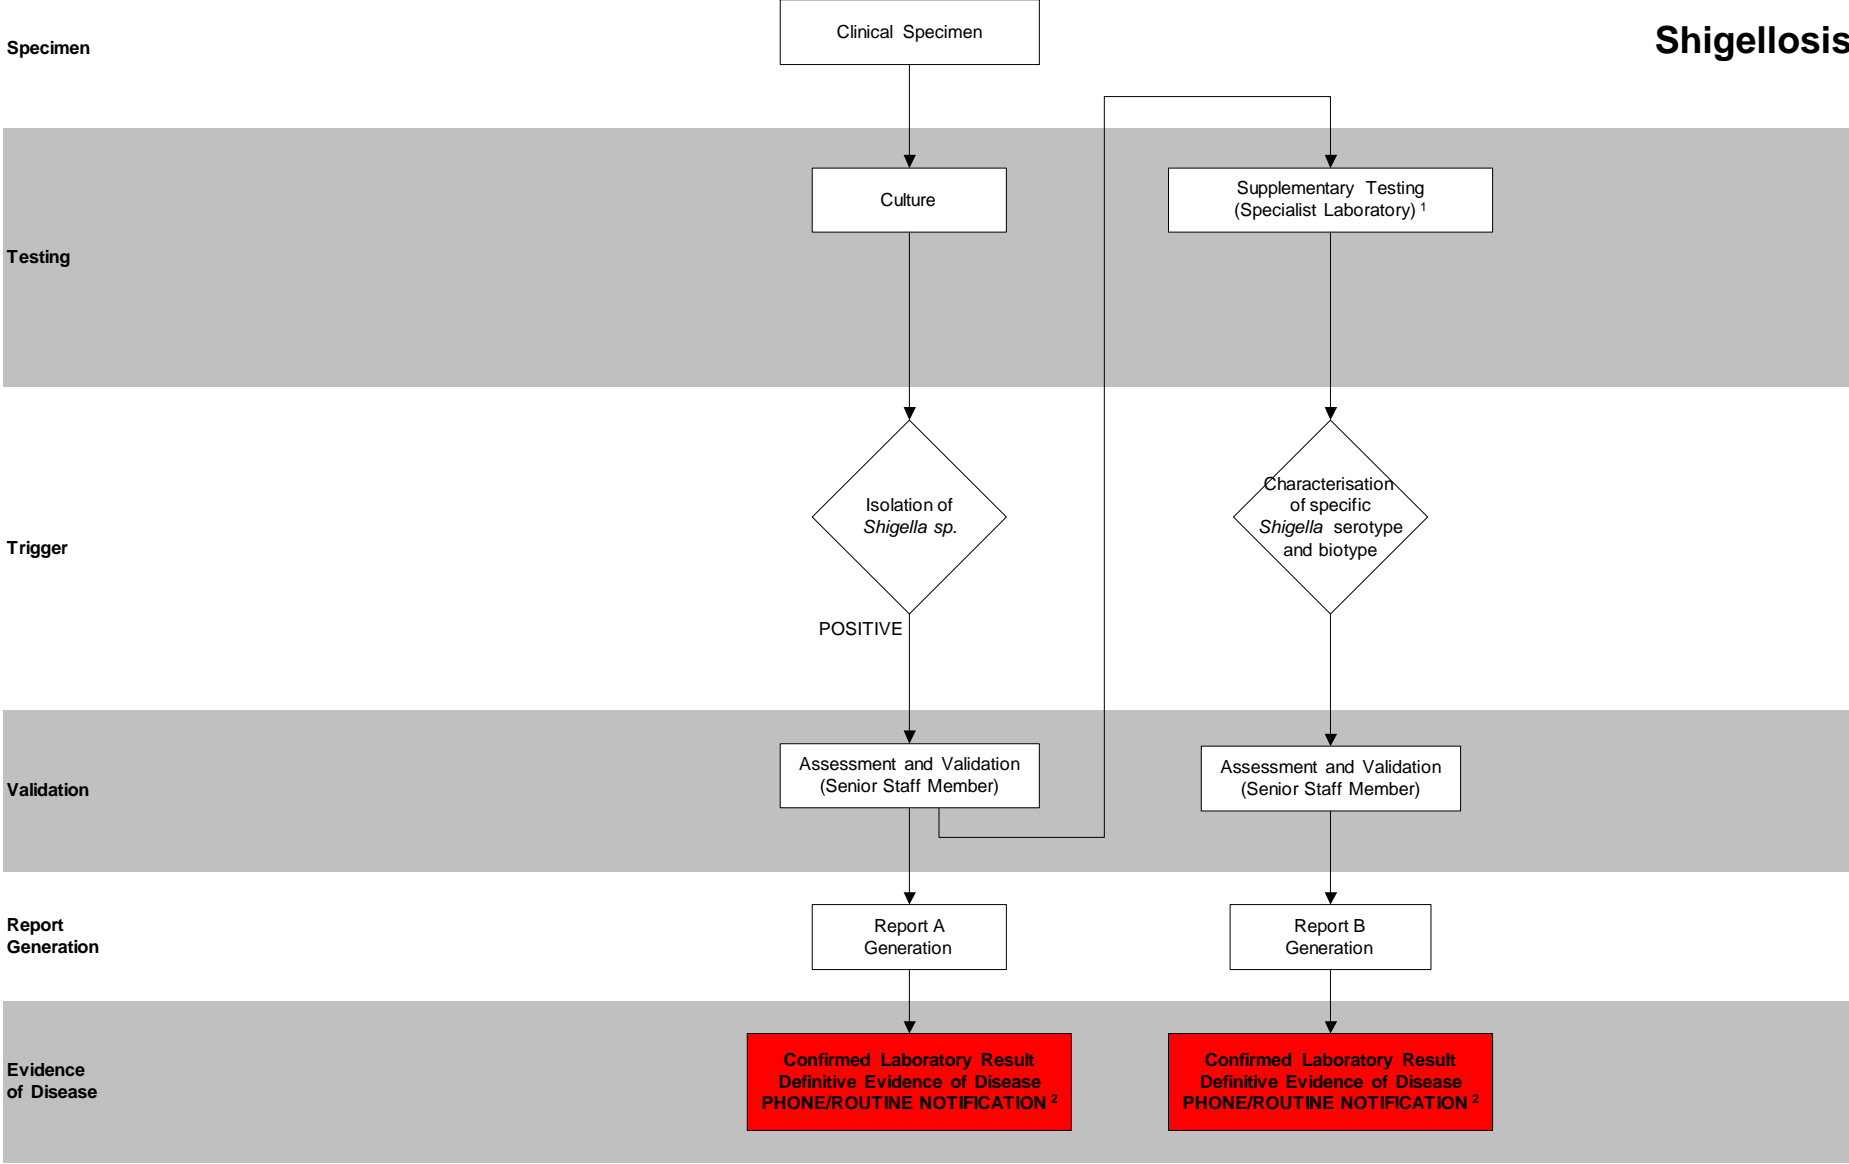 Shigellosis
Specimen
Clinical Specimen
Testing
Culture
Supplementary Testing
(Specialist Laboratory) 1
Trigger
Isolation of
Shigella sp.
POSITIVE
Characterisation
of specific
Shigella serotype
and biotype
Validation
Assessment and Validation
(Senior Staff Member)
Assessment and Validation
(Senior Staff Member)
Report
Generation
Report A
Generation
Report B
Generation
Evidence
of Disease
Confirmed Laboratory Result
Definitive Evidence of Disease
PHONE/ROUTINE NOTIFICATION 2
Confirmed Laboratory Result
Definitive Evidence of Disease
PHONE/ROUTINE NOTIFICATION 2